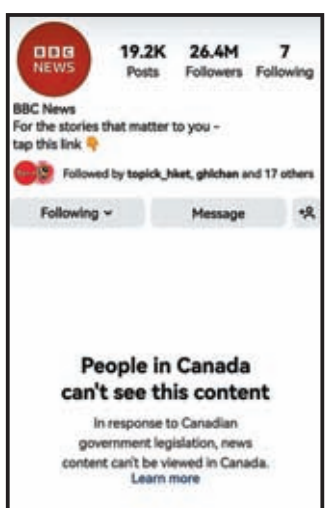 BBC
NEWS
19.2K 26.4M 7
Posts Followers Following
BBC News
For the stories that matter to you -
tap this link 👇
Followed by topick_hket, ghlchan and 17 others
Following Message
People in Canada
can't see this content
In response to Canadian
government legislation, news
content can't be viewed in Canada.
Learn more